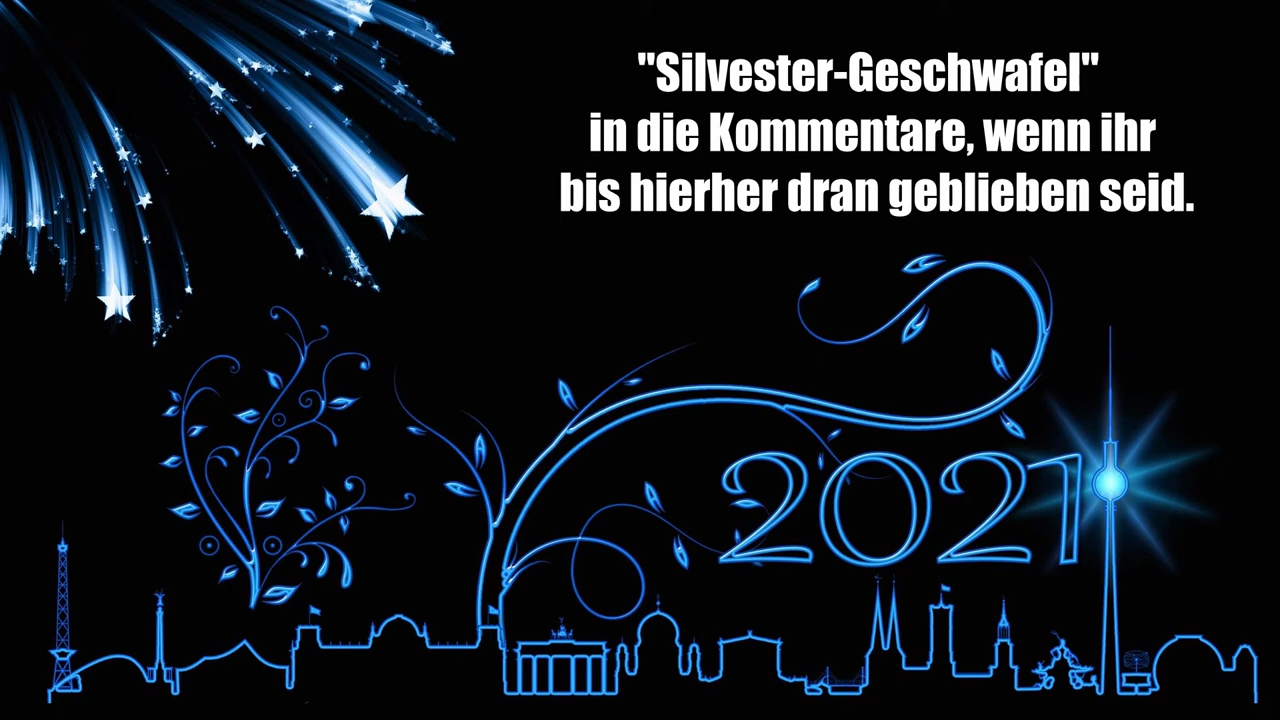 "Silvester-Geschwafel"
in die Kommentare, wenn ihr
bis hierher dran geblieben seid.
2021